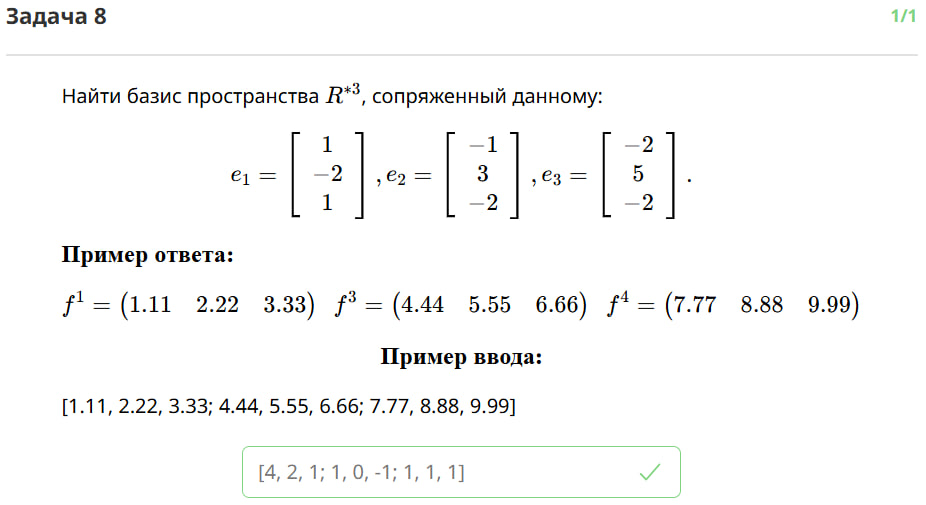 Задача 8
1/1
Найти базис пространства R*³, сопряженный данному:
e₁ = [ 1 −2 1 ], e₂ = [ −1 3 −2 ], e₃ = [ −2 5 −2 ].
Пример ответа:
f¹ = (1.11 2.22 3.33) f³ = (4.44 5.55 6.66) f⁴ = (7.77 8.88 9.99)
Пример ввода:
[1.11, 2.22, 3.33; 4.44, 5.55, 6.66; 7.77, 8.88, 9.99]
[4, 2, 1; 1, 0, -1; 1, 1, 1]